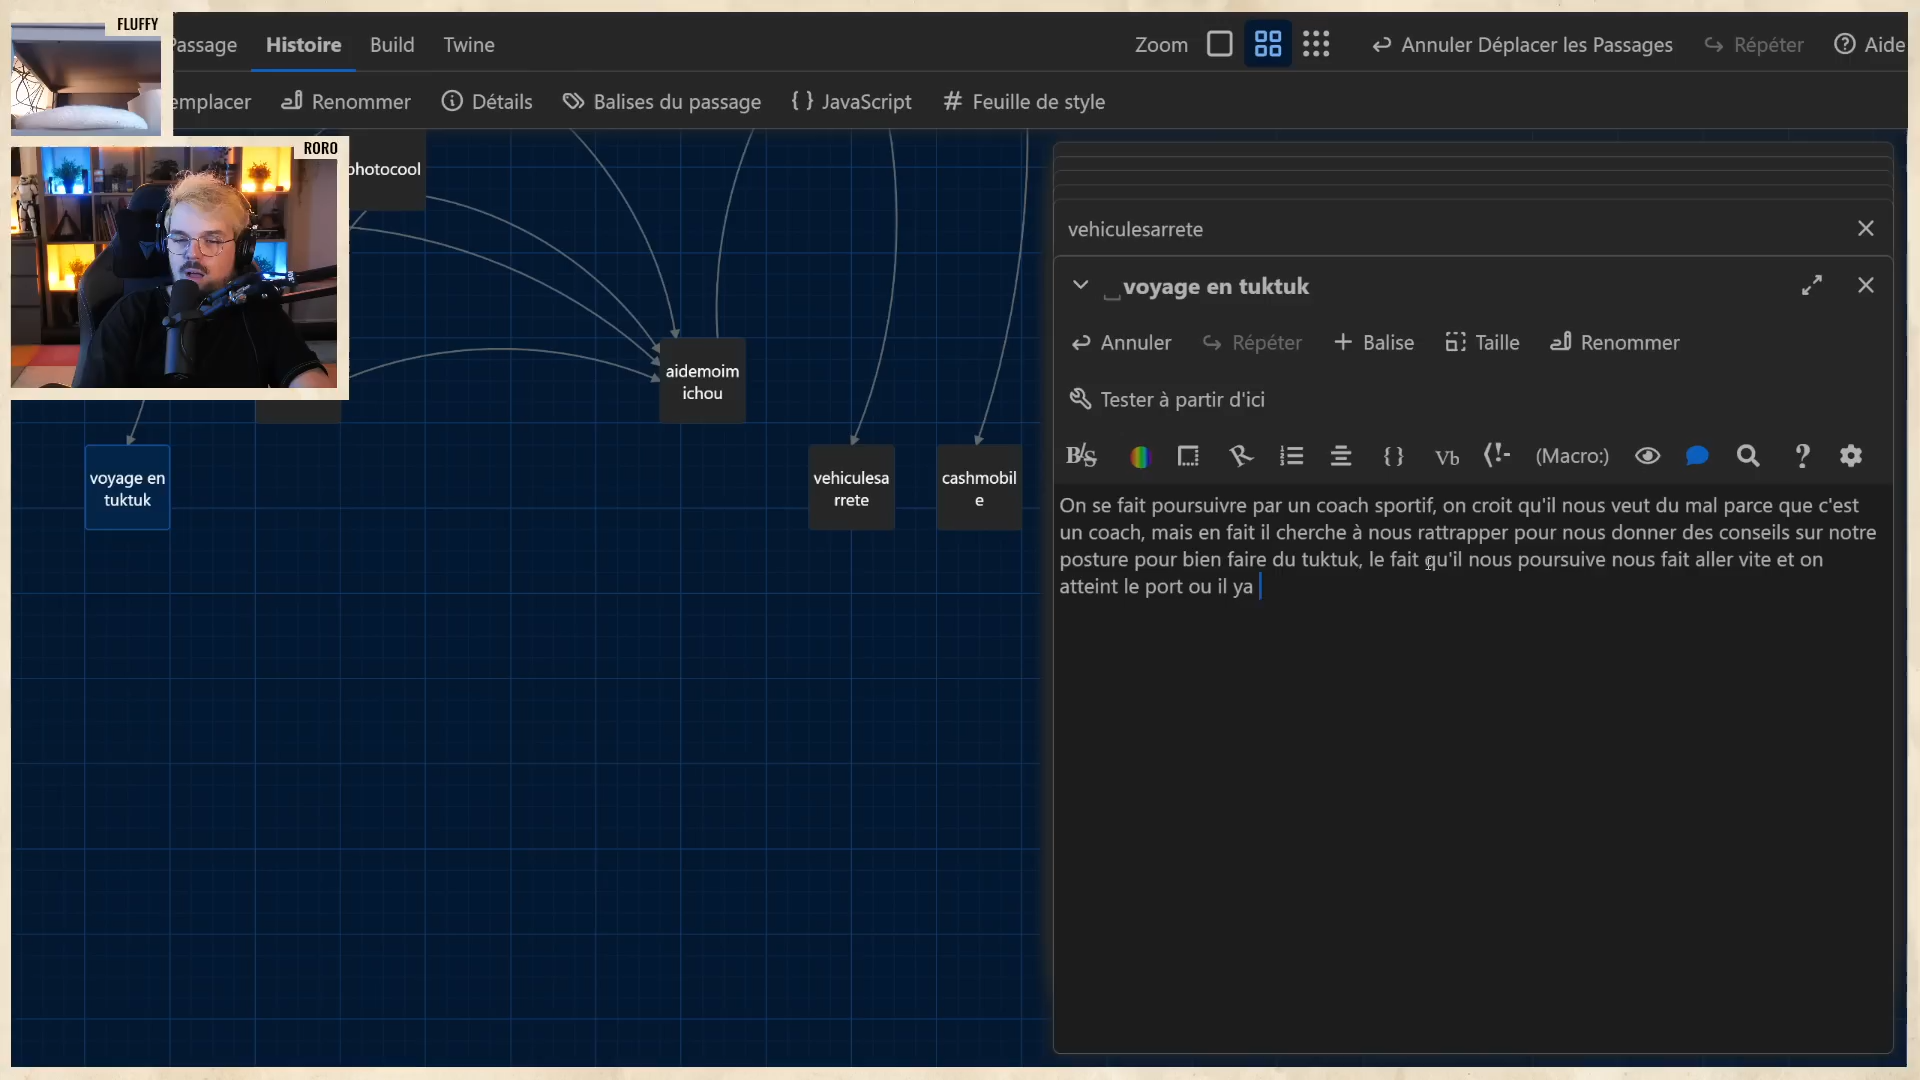 FLUFFY
RORO
Passage
Histoire
Build
Twine
Zoom
Annuler Déplacer les Passages
Répéter
Aide
emplacer
Renommer
Détails
Balises du passage
{ } JavaScript
# Feuille de style
photocool
aidemoim
ichou
voyage en
tuktuk
vehiculesa
rrete
cashmobil
e
vehiculesarrete
voyage en tuktuk
Annuler
Répéter
Balise
Taille
Renommer
Tester à partir d'ici
(Macro:)
On se fait poursuivre par un coach sportif, on croit qu'il nous veut du mal parce que c'est
un coach, mais en fait il cherche à nous rattrapper pour nous donner des conseils sur notre
posture pour bien faire du tuktuk, le fait qu'il nous poursuive nous fait aller vite et on
atteint le port ou il ya